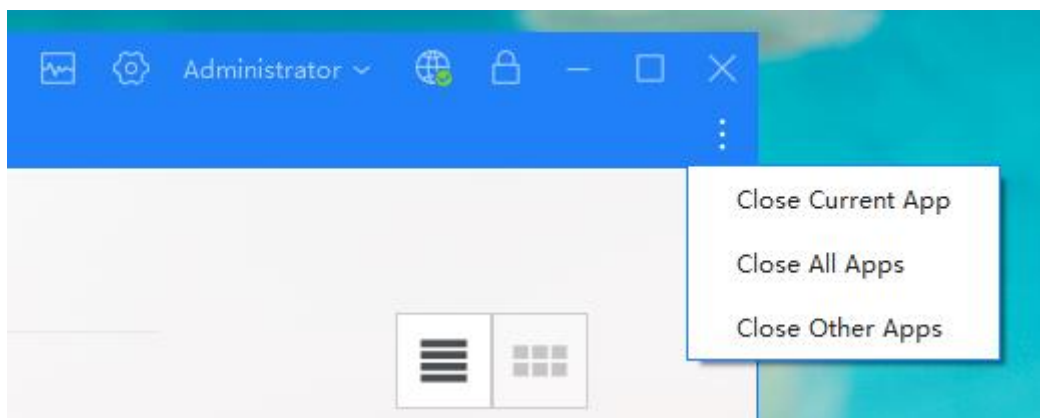 Administrator
Close Current App
Close All Apps
Close Other Apps